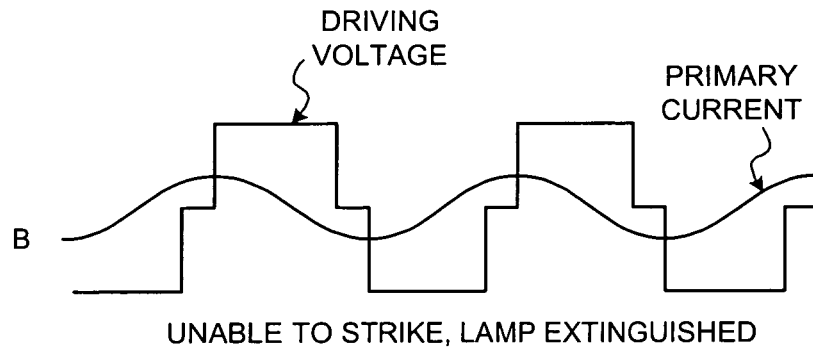 DRIVING
VOLTAGE
PRIMARY
CURRENT
B
UNABLE TO STRIKE, LAMP EXTINGUISHED